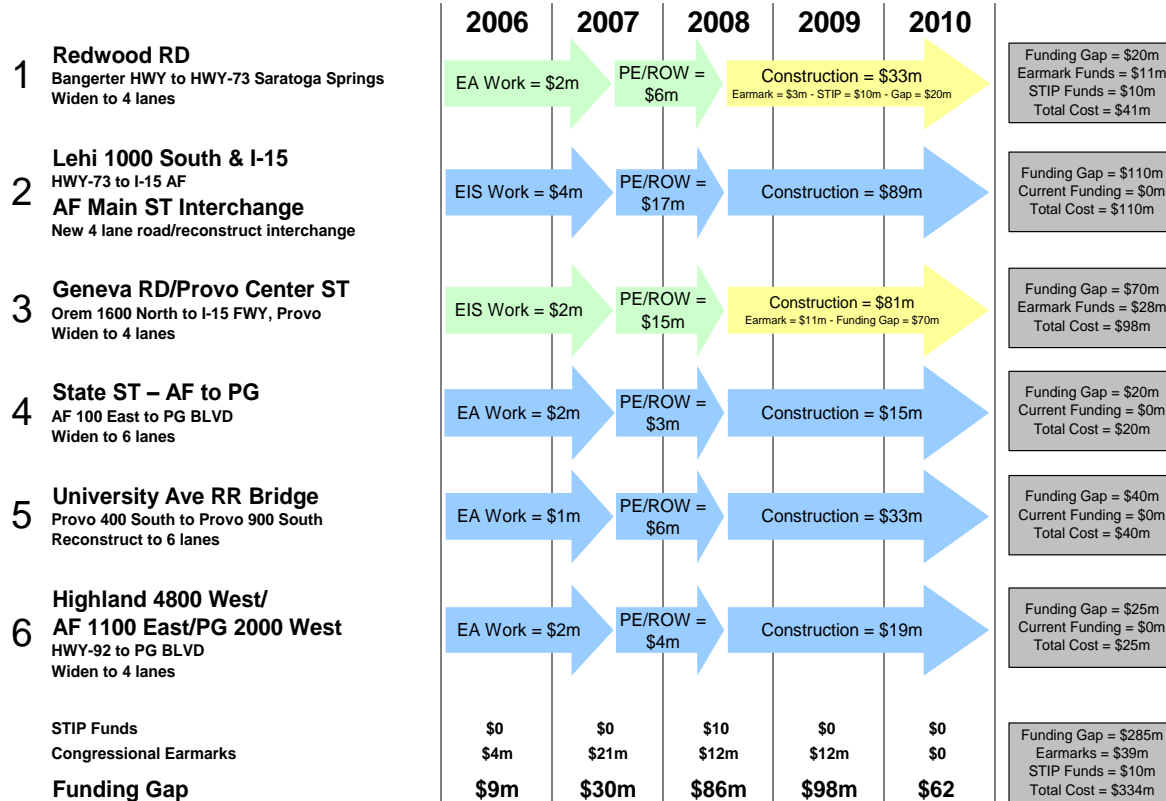 2006 2007 2008 2009 2010
1
Redwood RD
Bangerter HWY to HWY-73 Saratoga Springs
Widen to 4 lanes
EA Work = $2m
PE/ROW =
$6m
Construction = $33m
Earmark = $3m - STIP = $10m - Gap = $20m
Funding Gap = $20m
Earmark Funds = $11m
STIP Funds = $10m
Total Cost = $41m
2
Lehi 1000 South & I-15
HWY-73 to I-15 AF
AF Main ST Interchange
New 4 lane road/reconstruct interchange
EIS Work = $4m
PE/ROW =
$17m
Construction = $89m
Funding Gap = $110m
Current Funding = $0m
Total Cost = $110m
3
Geneva RD/Provo Center ST
Orem 1600 North to I-15 FWY, Provo
Widen to 4 lanes
EIS Work = $2m
PE/ROW =
$15m
Construction = $81m
Earmark = $11m - Funding Gap = $70m
Funding Gap = $70m
Earmark Funds = $28m
Total Cost = $98m
4
State ST – AF to PG
AF 100 East to PG BLVD
Widen to 6 lanes
EA Work = $2m
PE/ROW =
$3m
Construction = $15m
Funding Gap = $20m
Current Funding = $0m
Total Cost = $20m
5
University Ave RR Bridge
Provo 400 South to Provo 900 South
Reconstruct to 6 lanes
EA Work = $1m
PE/ROW =
$6m
Construction = $33m
Funding Gap = $40m
Current Funding = $0m
Total Cost = $40m
6
Highland 4800 West/
AF 1100 East/PG 2000 West
HWY-92 to PG BLVD
Widen to 4 lanes
EA Work = $2m
PE/ROW =
$4m
Construction = $19m
Funding Gap = $25m
Current Funding = $0m
Total Cost = $25m
STIP Funds $0 $0 $10 $0 $0
Congressional Earmarks $4m $21m $12m $12m $0
Funding Gap $9m $30m $86m $98m $62
Funding Gap = $285m
Earmarks = $39m
STIP Funds = $10m
Total Cost = $334m